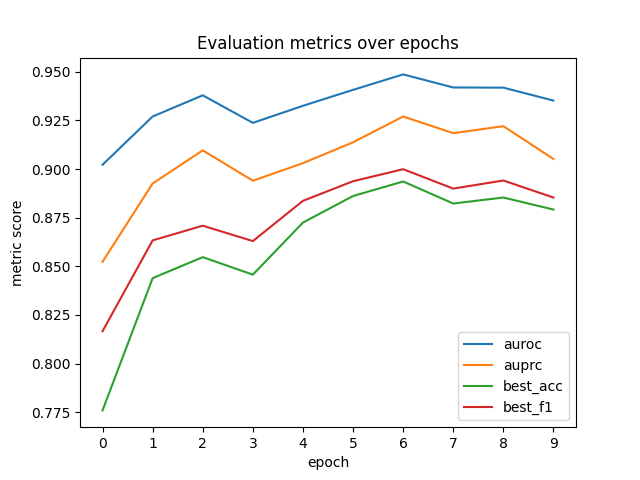 Evaluation metrics over epochs
metric score
0.950
0.925
0.900
0.875
0.850
0.825
0.800
0.775
auroc
auprc
best_acc
best_f1
0 1 2 3 4 5 6 7 8 9
epoch